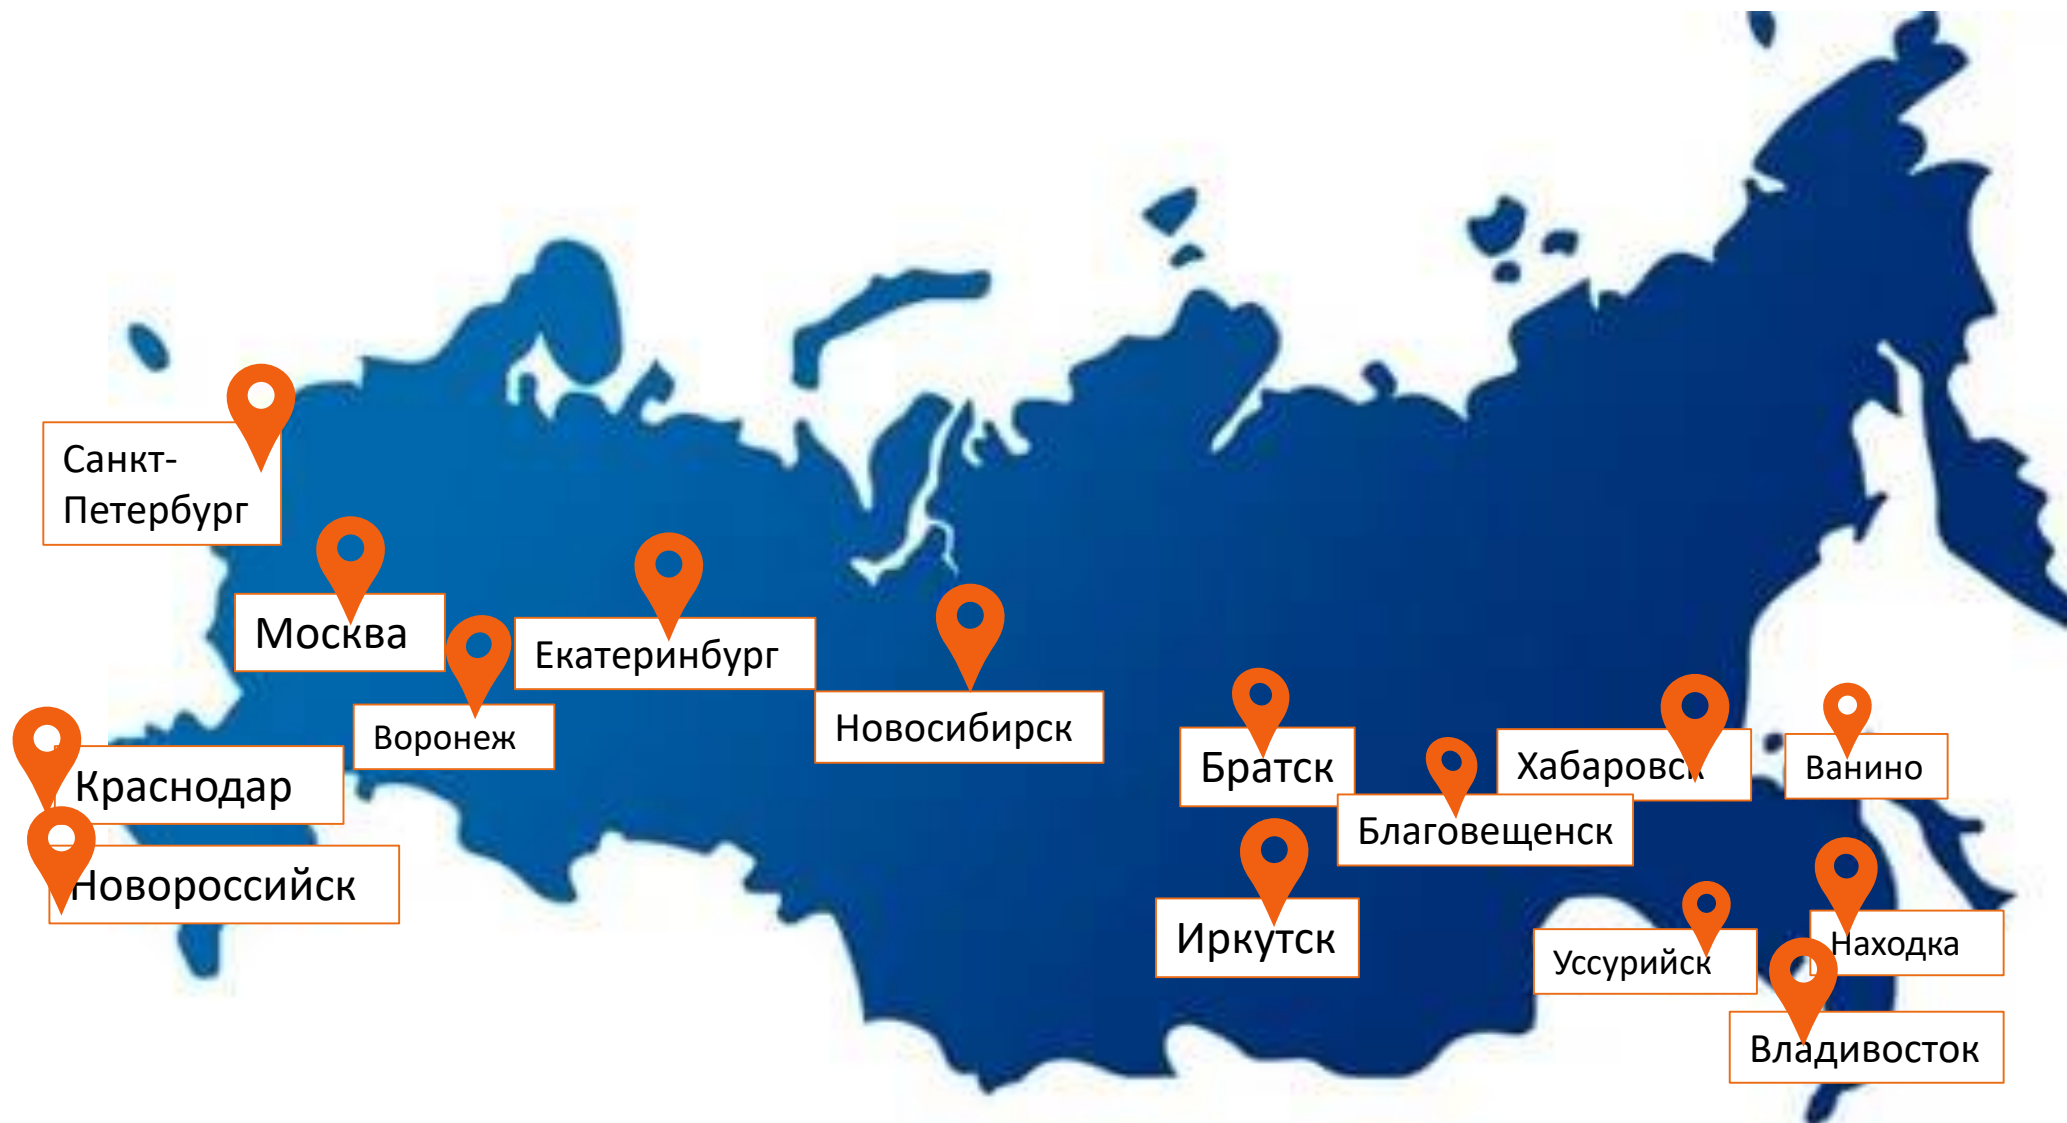 Санкт-
Петербург
Москва
Екатеринбург
Воронеж
Новосибирск
Краснодар
Новороссийск
Братск
Хабаровск
Ванино
Благовещенск
Иркутск
Уссурийск
Находка
Владивосток